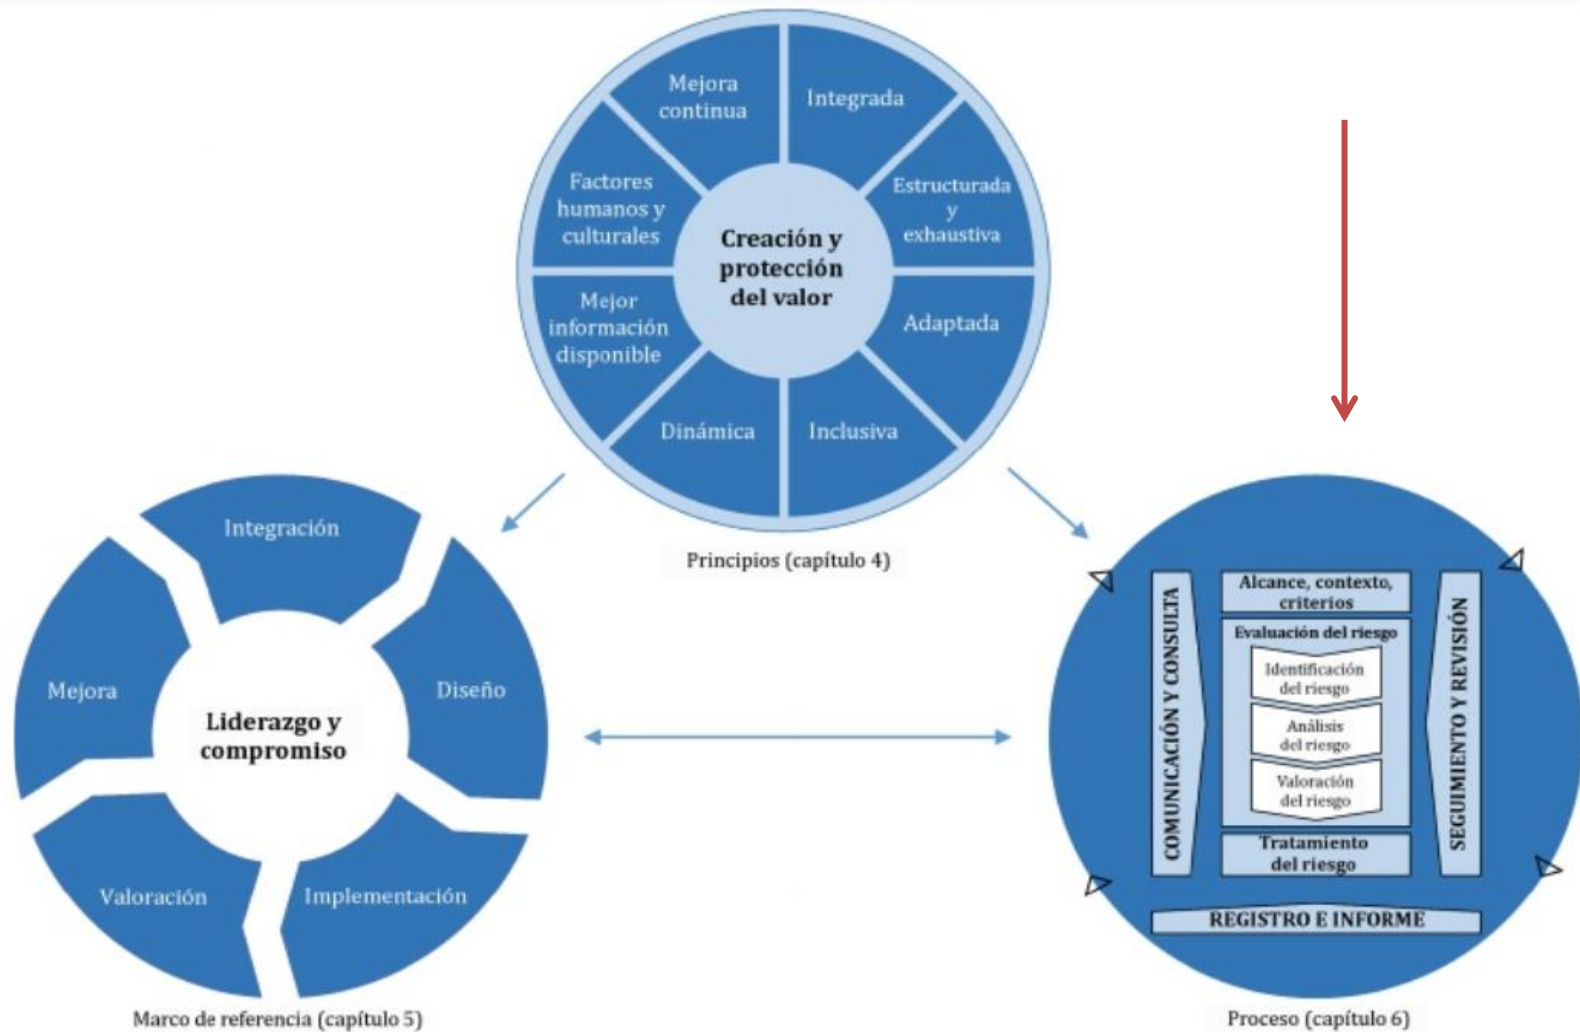 Mejora
continua
Integrada
Factores
humanos y
culturales
Estructurada
y
exhaustiva
Creación y
protección
del valor
Mejor
información
disponible
Adaptada
Dinámica
Inclusiva
Principios (capítulo 4)
Integración
Mejora
Diseño
Liderazgo y
compromiso
Valoración
Implementación
Marco de referencia (capítulo 5)
COMUNICACIÓN Y CONSULTA
Alcance, contexto,
criterios
Evaluación del riesgo
Identificación
del riesgo
Análisis
del riesgo
Valoración
del riesgo
Tratamiento
del riesgo
SEGUIMIENTO Y REVISIÓN
REGISTRO E INFORME
Proceso (capítulo 6)